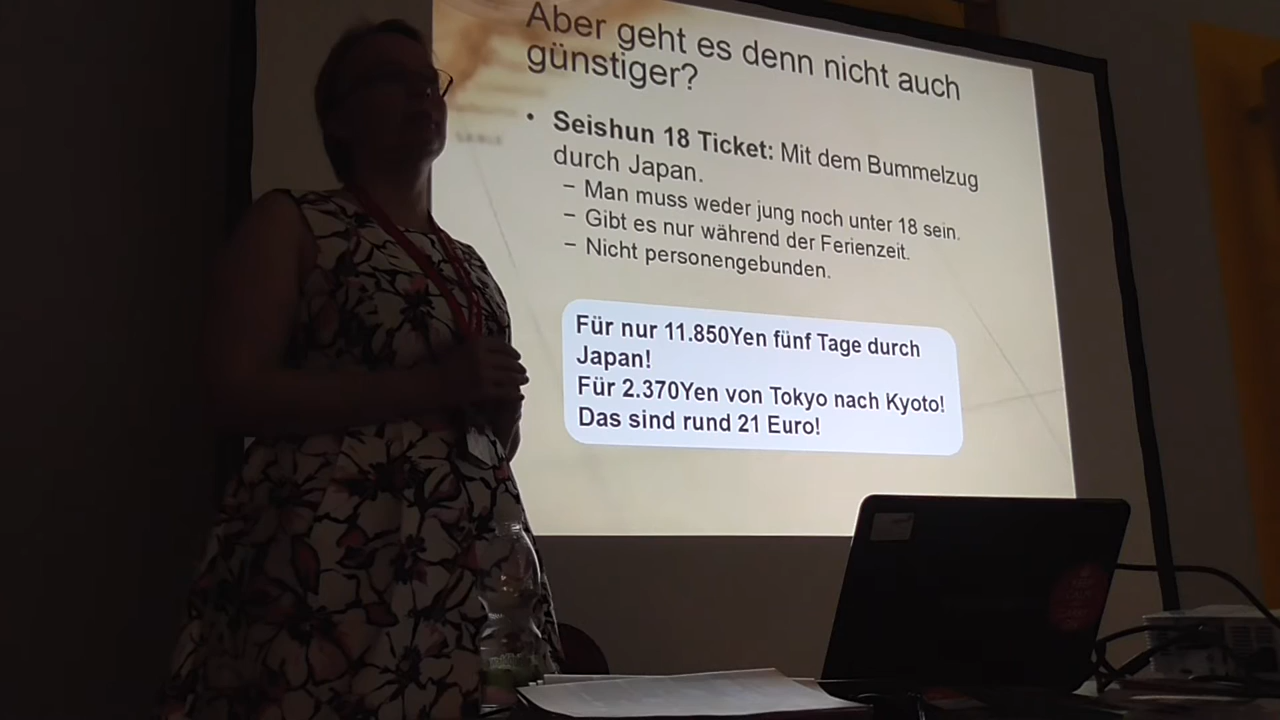 Aber geht es denn nicht auch
günstiger?
• Seishun 18 Ticket: Mit dem Bummelzug
durch Japan.
– Man muss weder jung noch unter 18 sein.
– Gibt es nur während der Ferienzeit.
– Nicht personengebunden.
Für nur 11.850Yen fünf Tage durch
Japan!
Für 2.370Yen von Tokyo nach Kyoto!
Das sind rund 21 Euro!